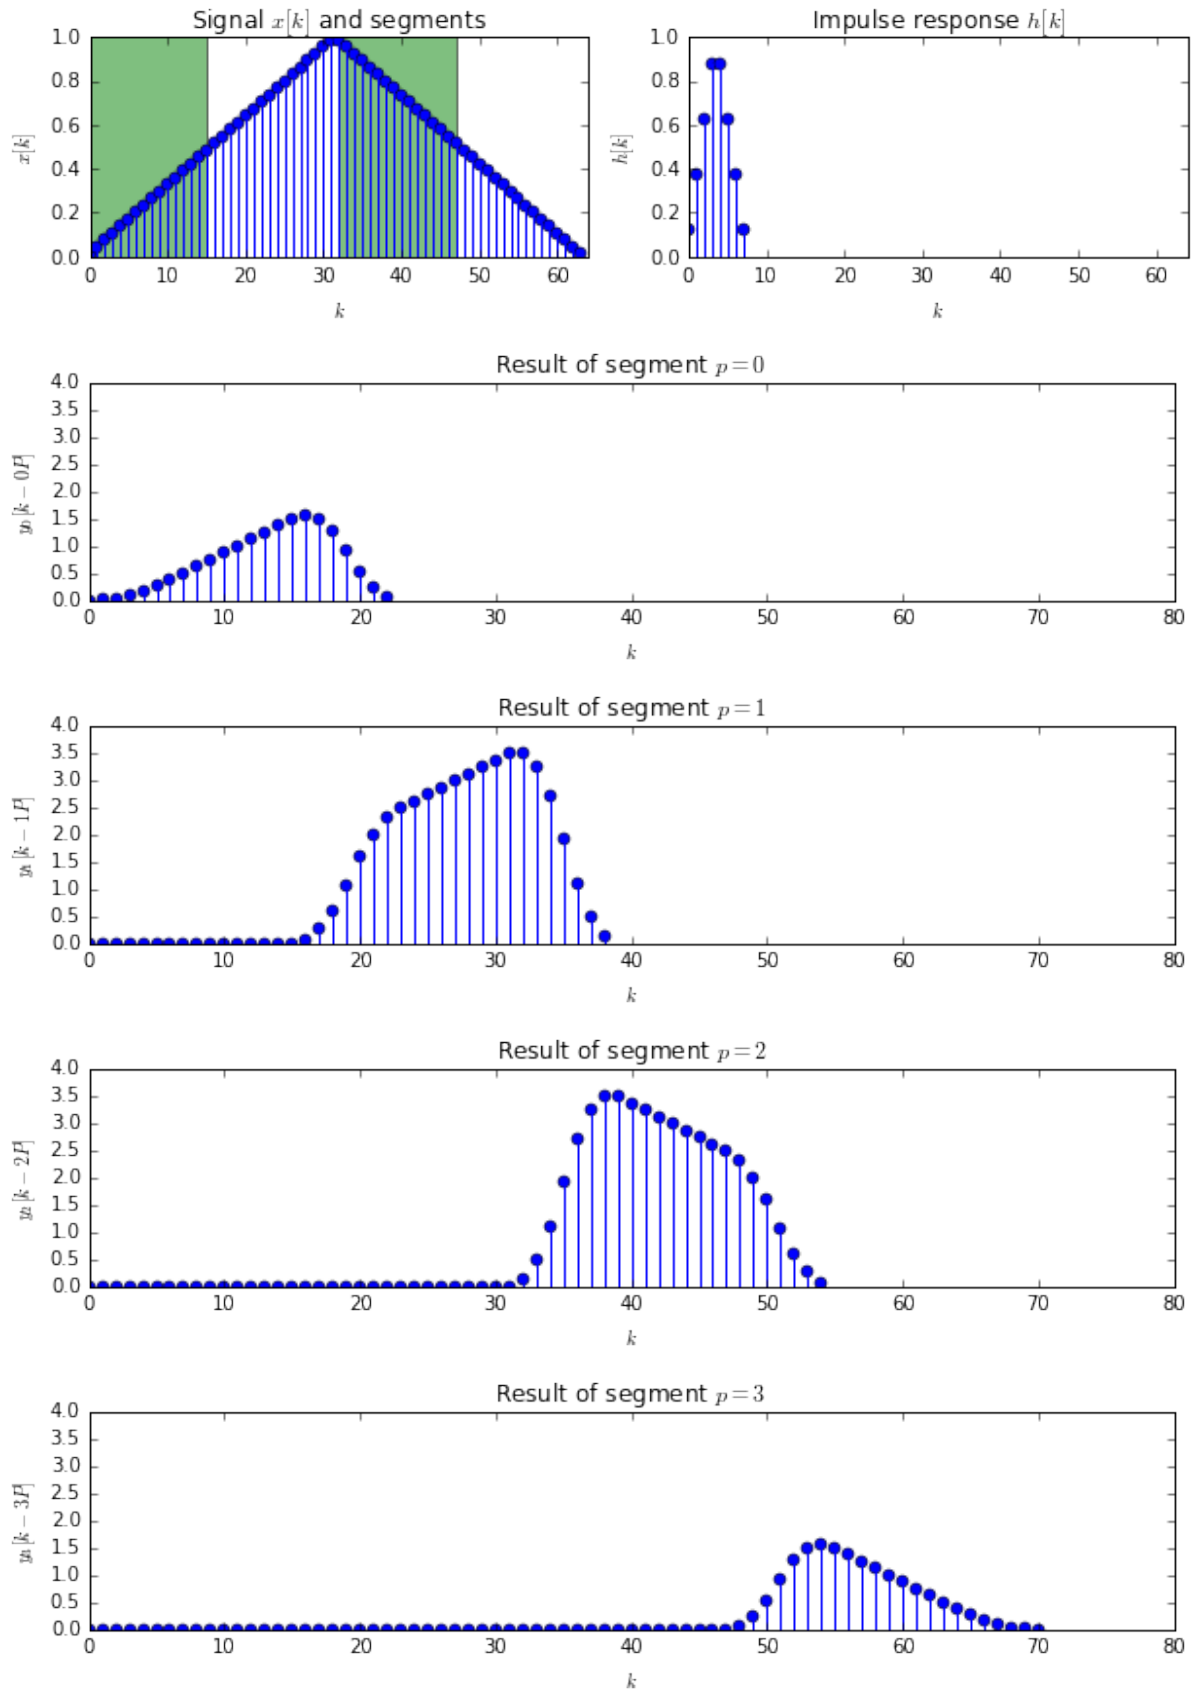 Signal x[k] and segments
1.0
0.8
0.6
0.4
0.2
0.0
x[k]
0 10 20 30 40 50 60
k
Impulse response h[k]
1.0
0.8
0.6
0.4
0.2
0.0
h[k]
0 10 20 30 40 50 60
k
Result of segment p = 0
4.0
3.5
3.0
2.5
2.0
1.5
1.0
0.5
0.0
y₀[k − 0P]
0 10 20 30 40 50 60 70 80
k
Result of segment p = 1
4.0
3.5
3.0
2.5
2.0
1.5
1.0
0.5
0.0
y₁[k − 1P]
0 10 20 30 40 50 60 70 80
k
Result of segment p = 2
4.0
3.5
3.0
2.5
2.0
1.5
1.0
0.5
0.0
y₂[k − 2P]
0 10 20 30 40 50 60 70 80
k
Result of segment p = 3
4.0
3.5
3.0
2.5
2.0
1.5
1.0
0.5
0.0
y₃[k − 3P]
0 10 20 30 40 50 60 70 80
k